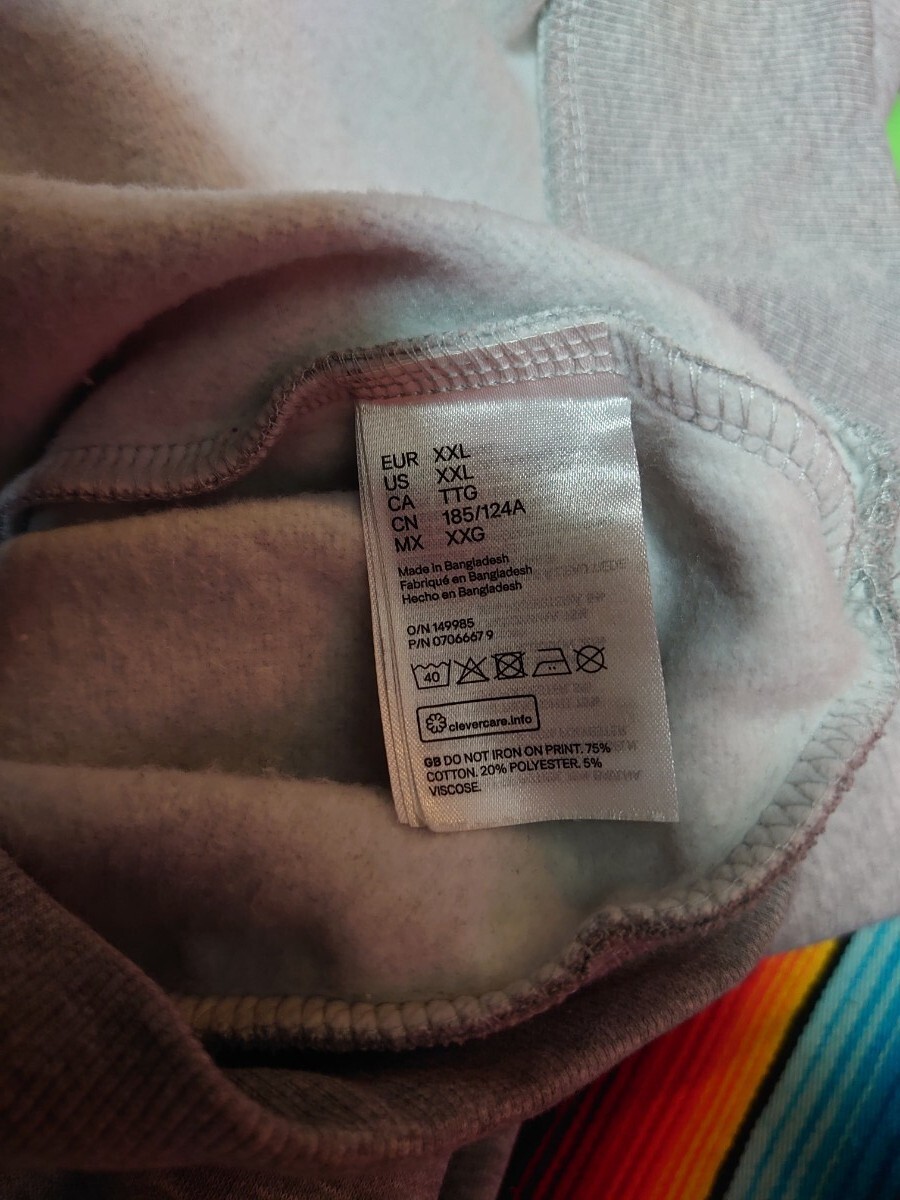 EUR XXL
US XXL
CA TTG
CN 185/124A
MX XXG
Made in Bangladesh
Fabriqué en Bangladesh
Hecho en Bangladesh
O/N 149985
P/N 0706667 9
40
clevercare.info
GB DO NOT IRON ON PRINT. 75%
COTTON. 20% POLYESTER. 5%
VISCOSE.